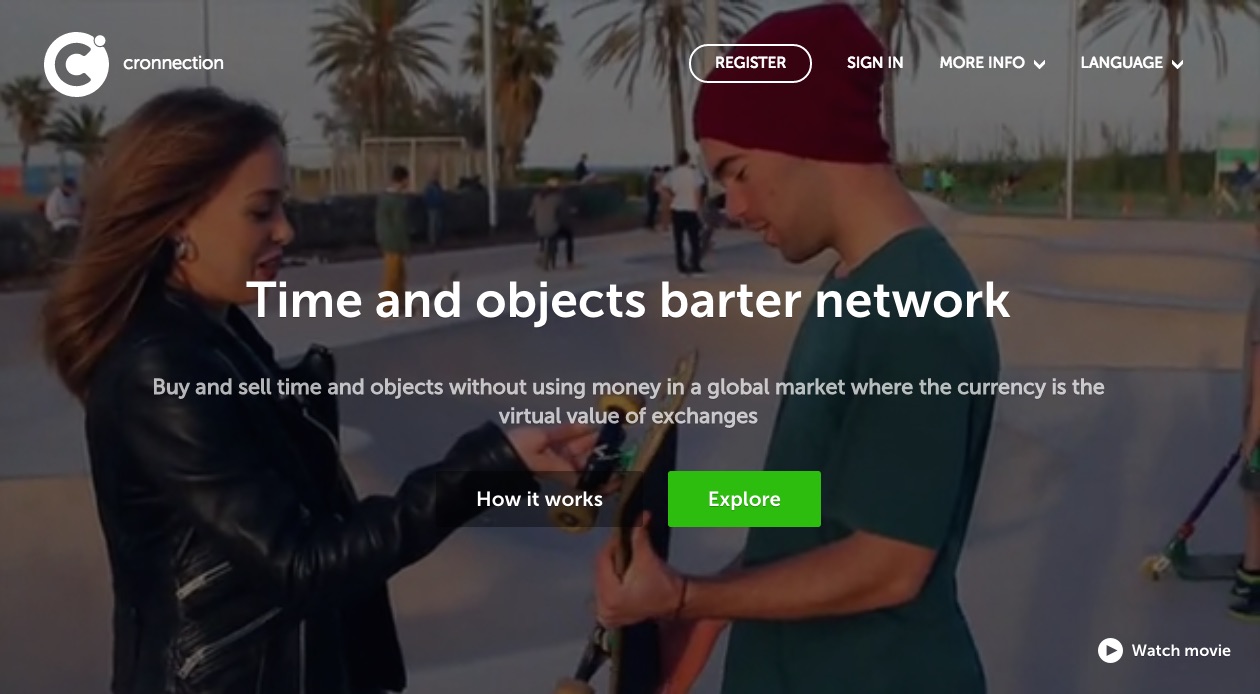 cronnection
REGISTER
SIGN IN
MORE INFO
LANGUAGE
Time and objects barter network
Buy and sell time and objects without using money in a global market where the currency is the
virtual value of exchanges
How it works
Explore
Watch movie